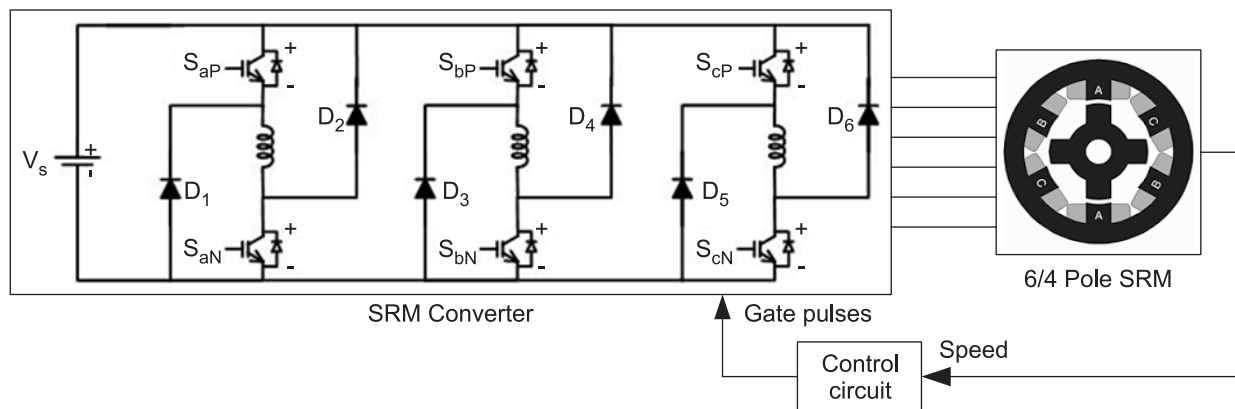 S_aP
+
-
S_bP
+
-
S_cP
+
-
D_2
D_4
D_6
V_s
+
-
D_1
D_3
D_5
S_aN
+
-
S_bN
+
-
S_cN
+
-
A
B
C
C
B
A
SRM Converter
Gate pulses
6/4 Pole SRM
Speed
Control
circuit